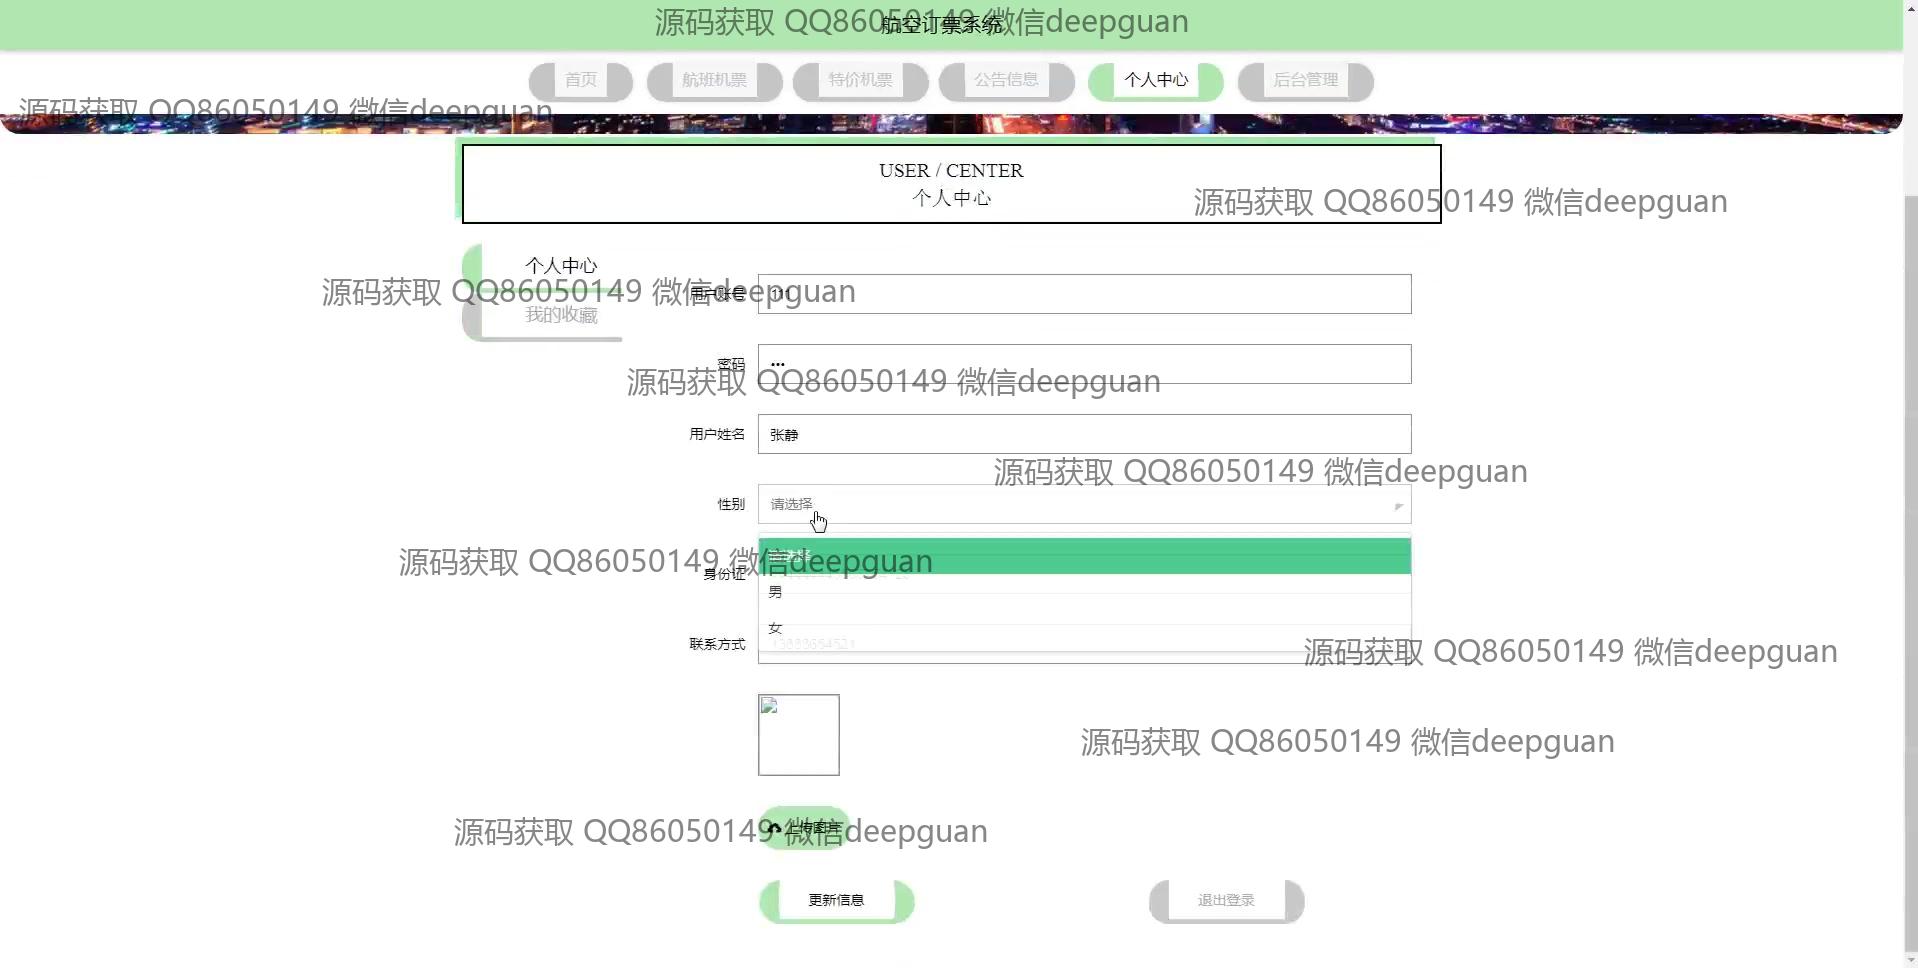 源码获取 QQ86050149 微信deepguan
航空订票系统
首页 航班机票 特价机票 公告信息 个人中心 后台管理
源码获取 QQ86050149 微信deepguan
USER / CENTER
个人中心
源码获取 QQ86050149 微信deepguan
个人中心
用户账号 111
源码获取 QQ86050149 微信deepguan
我的收藏
密码 •••
源码获取 QQ86050149 微信deepguan
用户姓名 张静
源码获取 QQ86050149 微信deepguan
性别 请选择
请选择
源码获取 QQ86050149 微信deepguan
身份证
男
女
联系方式
源码获取 QQ86050149 微信deepguan
源码获取 QQ86050149 微信deepguan
上传图片
源码获取 QQ86050149 微信deepguan
更新信息 退出登录